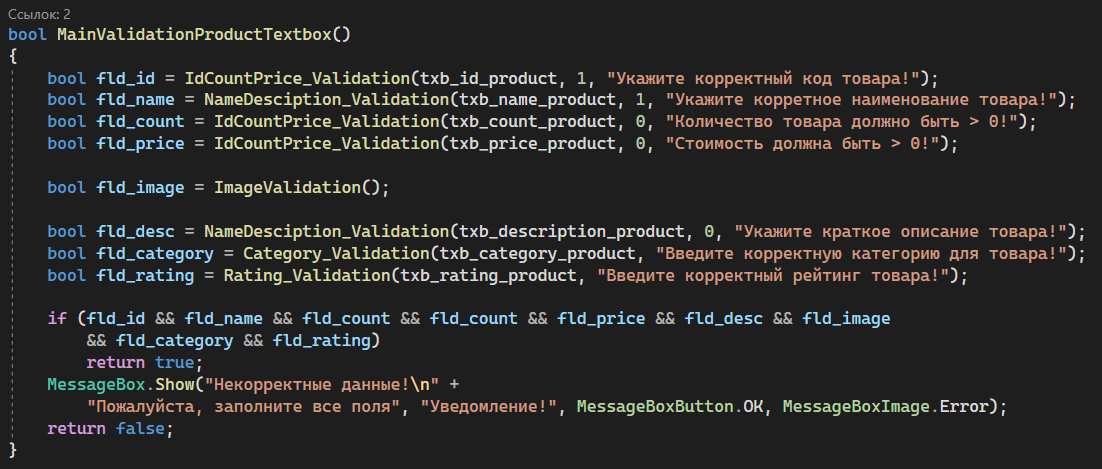 Ссылок: 2
bool MainValidationProductTextbox()
{
    bool fld_id = IdCountPrice_Validation(txb_id_product, 1, "Укажите корректный код товара!");
    bool fld_name = NameDesciption_Validation(txb_name_product, 1, "Укажите корретное наименование товара!");
    bool fld_count = IdCountPrice_Validation(txb_count_product, 0, "Количество товара должно быть > 0!");
    bool fld_price = IdCountPrice_Validation(txb_price_product, 0, "Стоимость должна быть > 0!");

    bool fld_image = ImageValidation();

    bool fld_desc = NameDesciption_Validation(txb_description_product, 0, "Укажите краткое описание товара!");
    bool fld_category = Category_Validation(txb_category_product, "Введите корректную категорию для товара!");
    bool fld_rating = Rating_Validation(txb_rating_product, "Введите корректный рейтинг товара!");

    if (fld_id && fld_name && fld_count && fld_count && fld_price && fld_desc && fld_image
        && fld_category && fld_rating)
        return true;
    MessageBox.Show("Некорректные данные!\n" +
        "Пожалуйста, заполните все поля", "Уведомление!", MessageBoxButton.OK, MessageBoxImage.Error);
    return false;
}